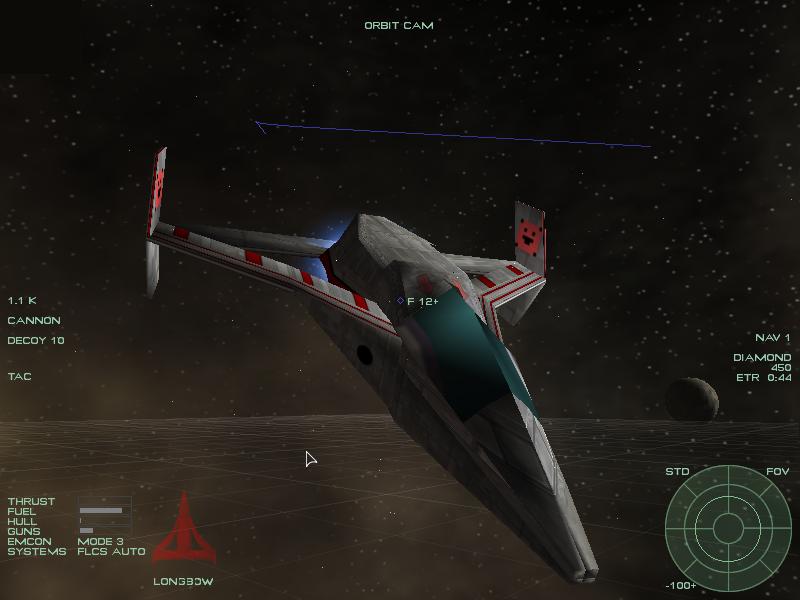 ORBIT CAM
1.1 K
CANNON
DECOY 10
TAC
F 12+
NAV 1
DIAMOND
450
ETR 0:44
STD FOV
-100+
THRUST
FUEL
HULL
GUNS
EMCON MODE 3
SYSTEMS FLCS AUTO
LONGBOW